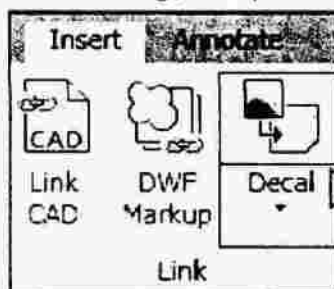 Insert Annotate
CAD
Link DWF Decal
CAD Markup
Link